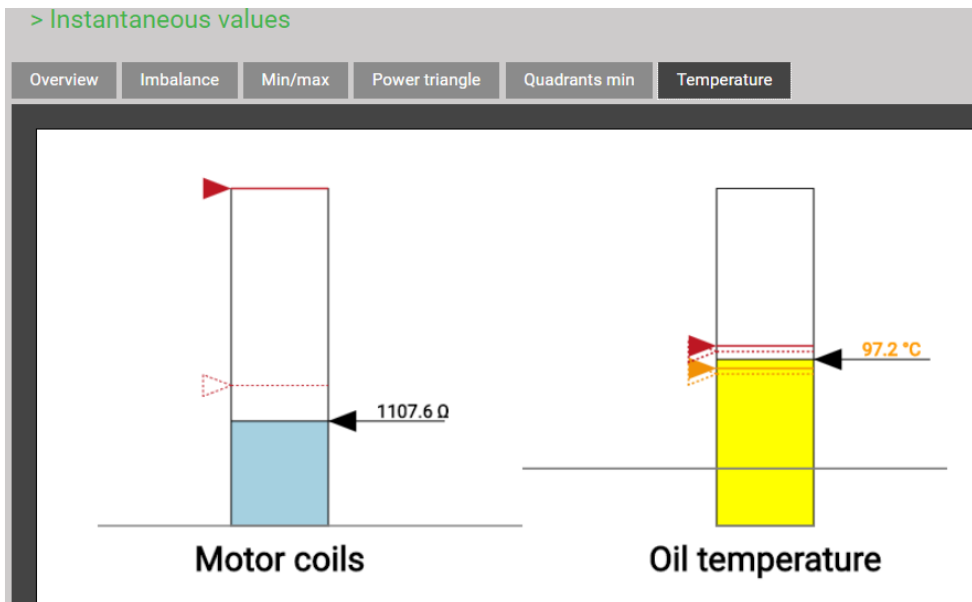 > Instantaneous values
Overview
Imbalance
Min/max
Power triangle
Quadrants min
Temperature
1107.6 Ω
97.2 °C
Motor coils
Oil temperature